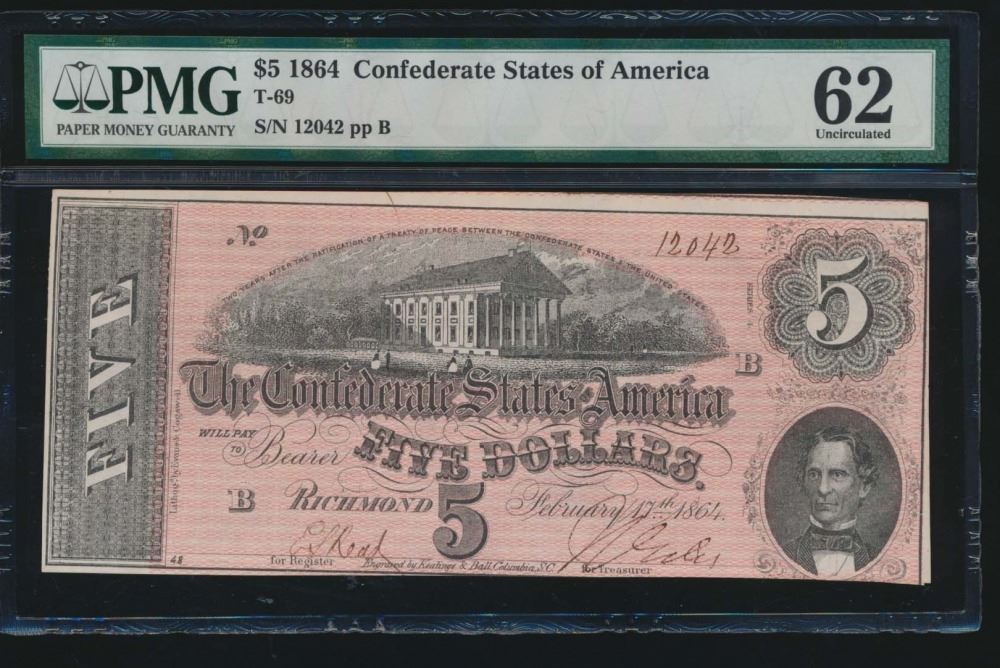 PMG
PAPER MONEY GUARANTY
$5 1864 Confederate States of America
T-69
S/N 12042 pp B
62
Uncirculated
FIVE
No
12042
TWO YEARS AFTER THE RATIFICATION OF A TREATY OF PEACE BETWEEN THE CONFEDERATE STATES & THE UNITED STATES
5
B
The Confederate States of America
WILL PAY
TO
Bearer
FIVE DOLLARS.
B
RICHMOND
5
February 17th 1864.
48
for Register
Engraved by Keatinge & Ball, Columbia, S.C.
for Treasurer